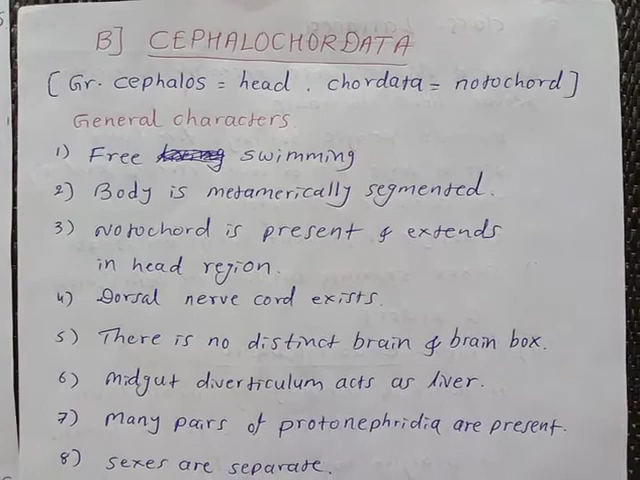 B] CEPHALOCHORDATA
[Gr. cephalos = head. chordata = notochord]
General characters.
1) Free swimming
2) Body is metamerically segmented.
3) Notochord is present & extends
in head region.
4) Dorsal nerve cord exists.
5) There is no distinct brain & brain box.
6) midgut diverticulum acts as liver.
7) Many pairs of protonephridia are present.
8) sexes are separate.